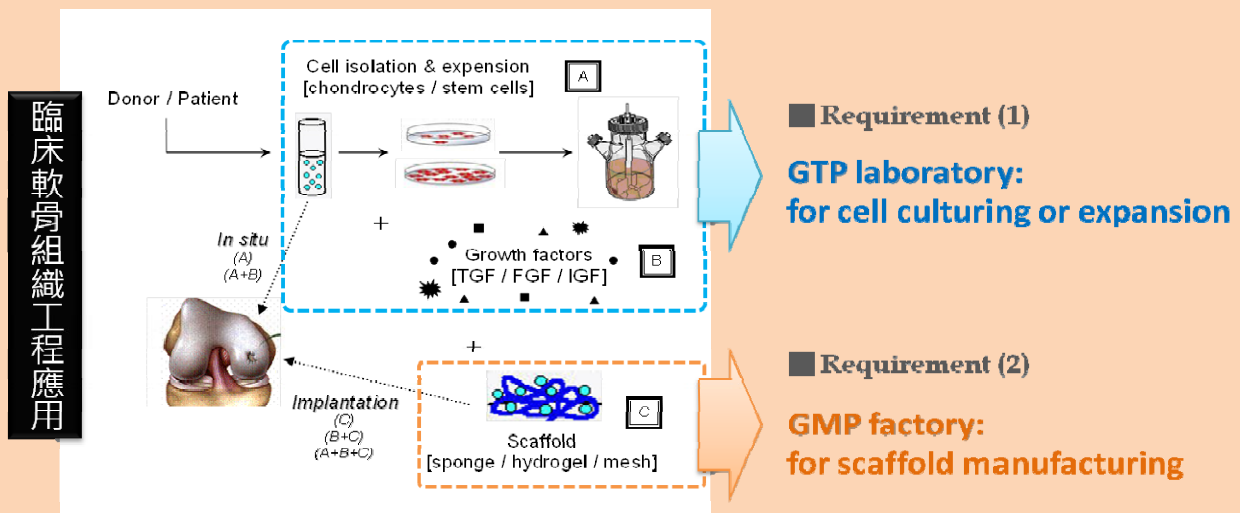 臨床軟骨組織工程應用
Donor / Patient
Cell isolation & expension
[chondrocytes / stem cells]
A
+
Growth factors
[TGF / FGF / IGF]
B
In situ
(A)
(A+B)
+
Implantation
(C)
(B+C)
(A+B+C)
C
Scaffold
[sponge / hydrogel / mesh]
Requirement (1)
GTP laboratory:
for cell culturing or expansion
Requirement (2)
GMP factory:
for scaffold manufacturing